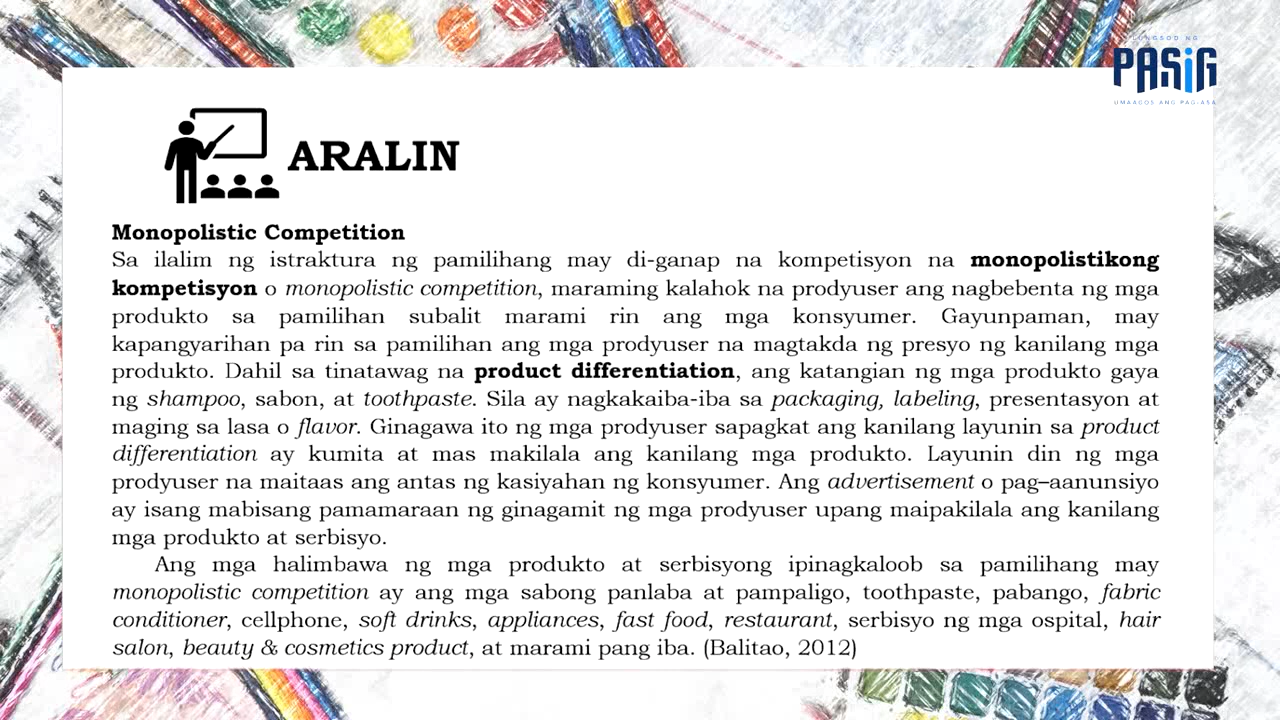 LUNGSOD NG
PASIG
UMAAGOS ANG PAG-ASA
ARALIN
Monopolistic Competition
Sa ilalim ng istraktura ng pamilihang may di-ganap na kompetisyon na monopolistikong
kompetisyon o monopolistic competition, maraming kalahok na prodyuser ang nagbebenta ng mga
produkto sa pamilihan subalit marami rin ang mga konsyumer. Gayunpaman, may
kapangyarihan pa rin sa pamilihan ang mga prodyuser na magtakda ng presyo ng kanilang mga
produkto. Dahil sa tinatawag na product differentiation, ang katangian ng mga produkto gaya
ng shampoo, sabon, at toothpaste. Sila ay nagkakaiba-iba sa packaging, labeling, presentasyon at
maging sa lasa o flavor. Ginagawa ito ng mga prodyuser sapagkat ang kanilang layunin sa product
differentiation ay kumita at mas makilala ang kanilang mga produkto. Layunin din ng mga
prodyuser na maitaas ang antas ng kasiyahan ng konsyumer. Ang advertisement o pag–aanunsiyo
ay isang mabisang pamamaraan ng ginagamit ng mga prodyuser upang maipakilala ang kanilang
mga produkto at serbisyo.
Ang mga halimbawa ng mga produkto at serbisyong ipinagkaloob sa pamilihang may
monopolistic competition ay ang mga sabong panlaba at pampaligo, toothpaste, pabango, fabric
conditioner, cellphone, soft drinks, appliances, fast food, restaurant, serbisyo ng mga ospital, hair
salon, beauty & cosmetics product, at marami pang iba. (Balitao, 2012)